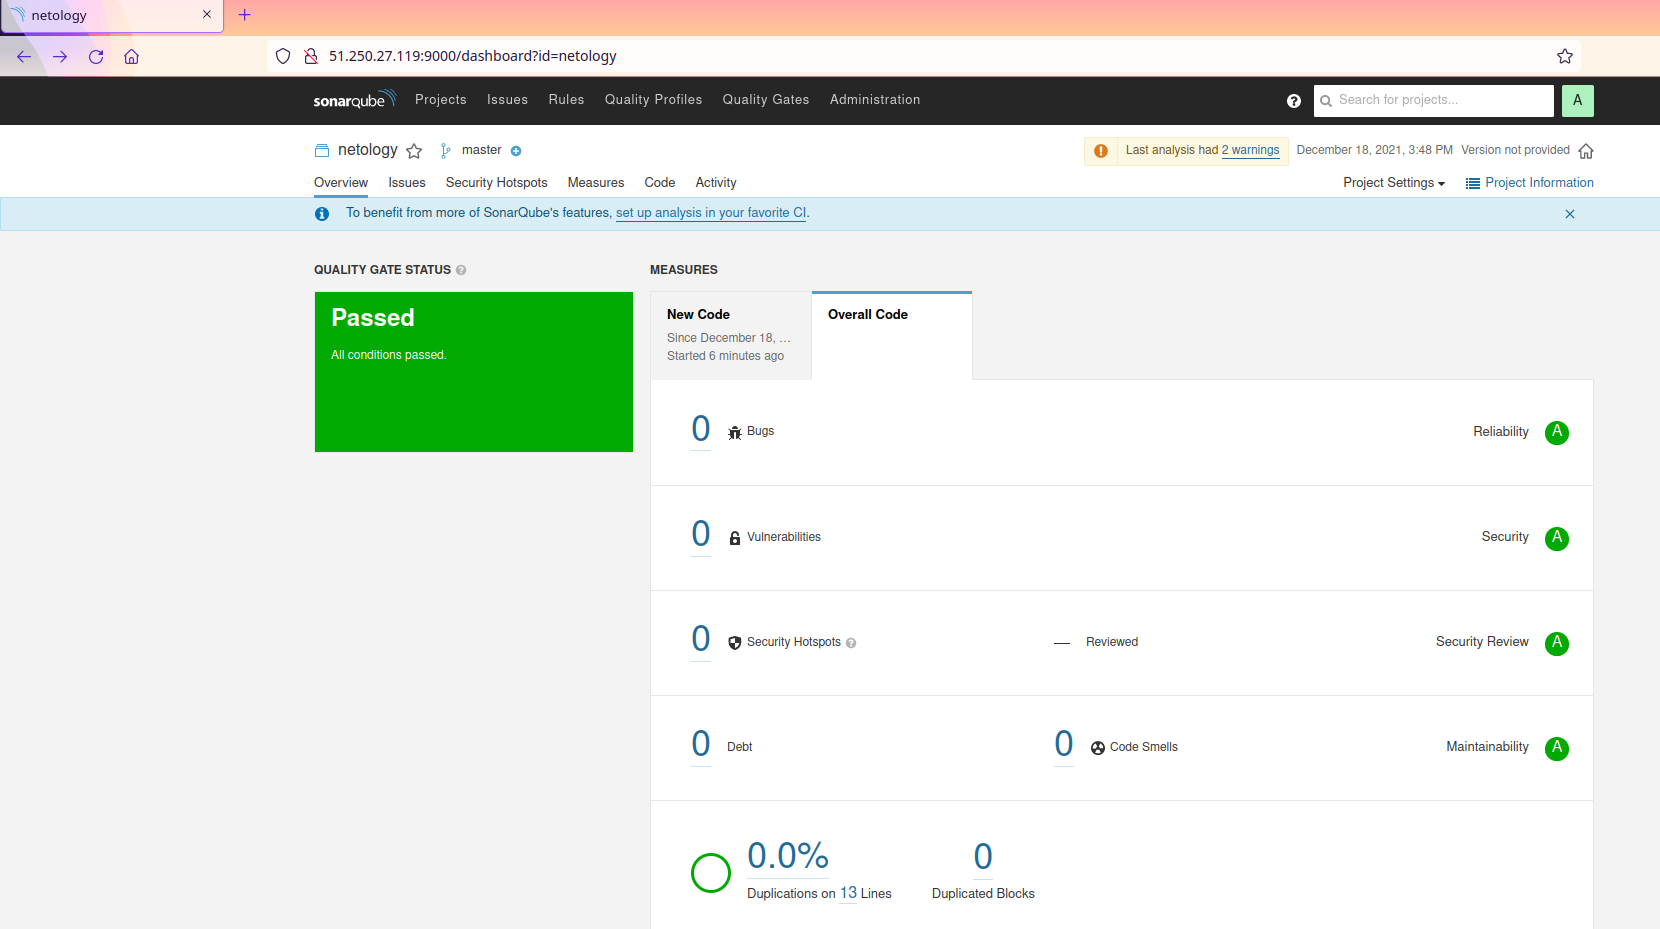 netology
51.250.27.119:9000/dashboard?id=netology
sonarqube Projects Issues Rules Quality Profiles Quality Gates Administration Search for projects... A
netology master Last analysis had 2 warnings December 18, 2021, 3:48 PM Version not provided
Overview Issues Security Hotspots Measures Code Activity Project Settings Project Information
To benefit from more of SonarQube's features, set up analysis in your favorite CI.
QUALITY GATE STATUS
Passed
All conditions passed.
MEASURES
New Code
Since December 18, ...
Started 6 minutes ago
Overall Code
0 Bugs Reliability A
0 Vulnerabilities Security A
0 Security Hotspots — Reviewed Security Review A
0 Debt 0 Code Smells Maintainability A
0.0%
Duplications on 13 Lines
0
Duplicated Blocks